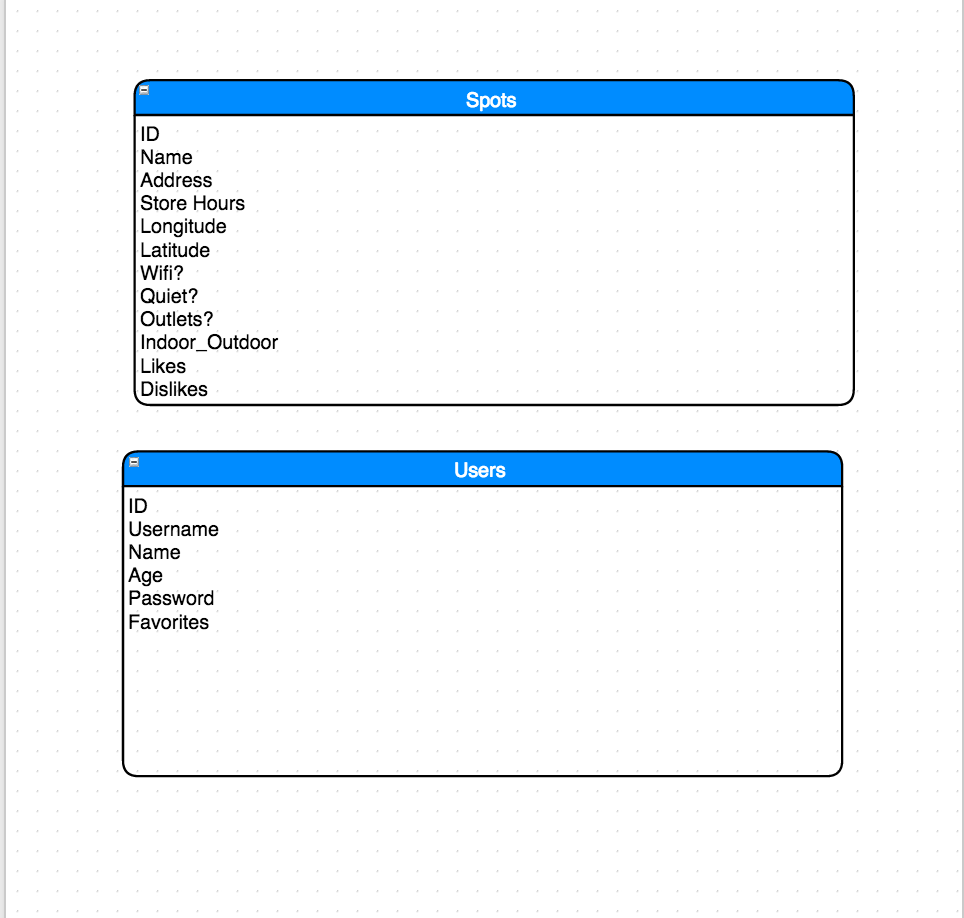 Spots
ID
Name
Address
Store Hours
Longitude
Latitude
Wifi?
Quiet?
Outlets?
Indoor_Outdoor
Likes
Dislikes
Users
ID
Username
Name
Age
Password
Favorites